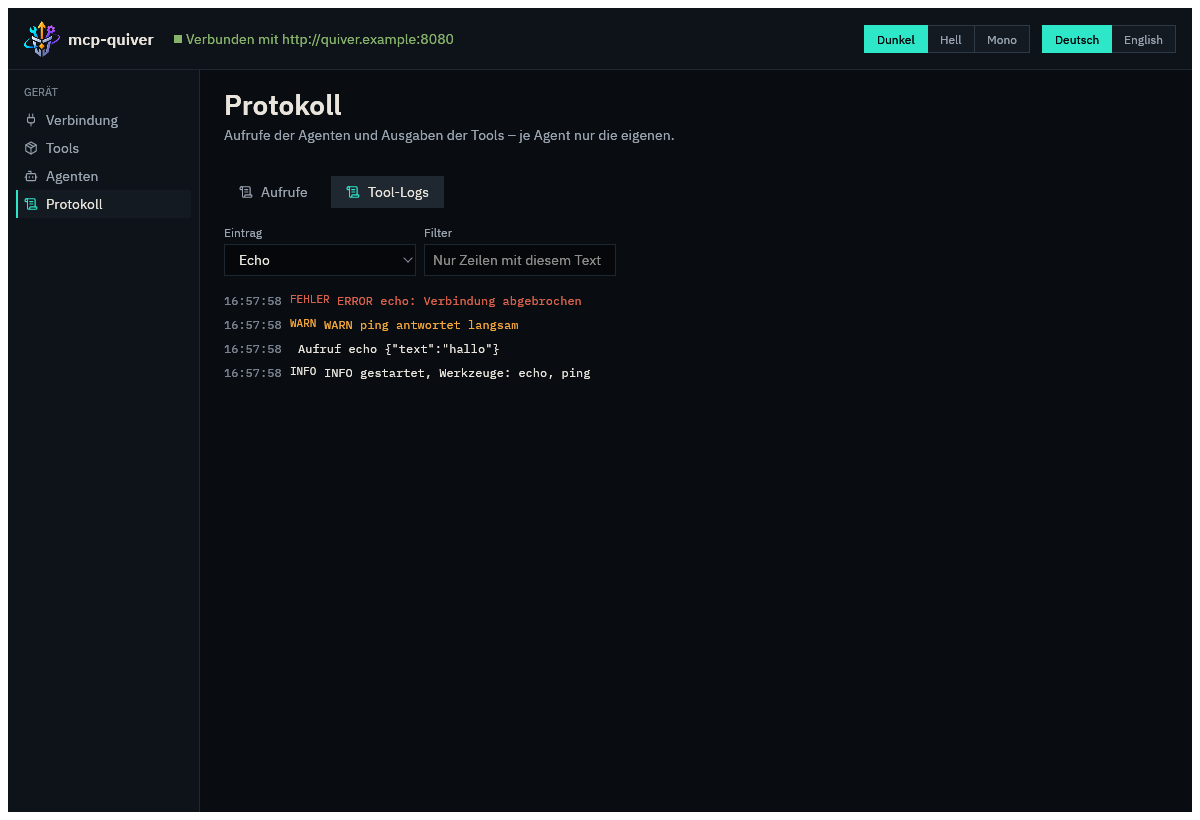 mcp-quiver
Verbunden mit http://quiver.example:8080
Dunkel Hell Mono Deutsch English
GERÄT
Verbindung
Tools
Agenten
Protokoll
Protokoll
Aufrufe der Agenten und Ausgaben der Tools – je Agent nur die eigenen.
Aufrufe Tool-Logs
Eintrag Filter
Echo Nur Zeilen mit diesem Text
16:57:58 FEHLER ERROR echo: Verbindung abgebrochen
16:57:58 WARN WARN ping antwortet langsam
16:57:58 Aufruf echo {"text":"hallo"}
16:57:58 INFO INFO gestartet, Werkzeuge: echo, ping